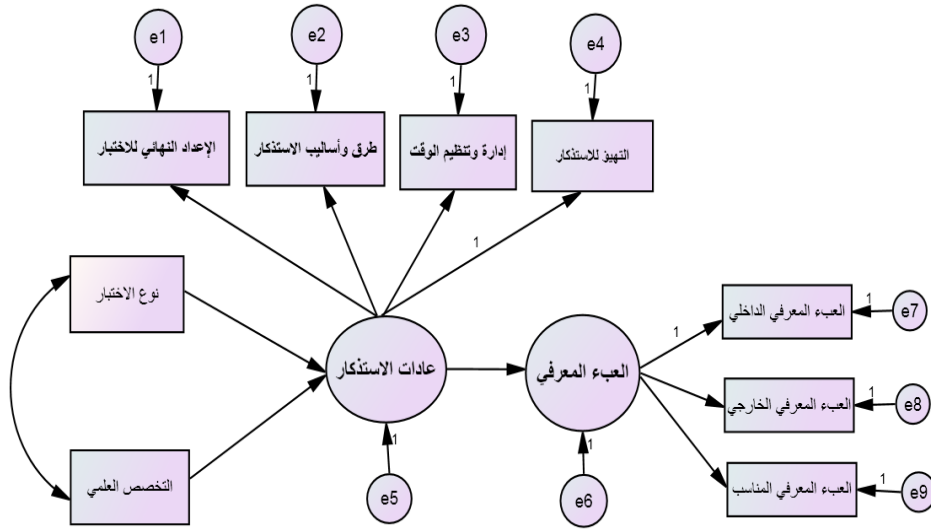 e1
e2
e3
e4
1
1
1
1
الإعداد النهائي للاختبار
طرق وأساليب الاستذكار
إدارة وتنظيم الوقت
التهيؤ للاستذكار
1
نوع الاختبار
عادات الاستذكار
العبء المعرفي
1
العبء المعرفي الداخلي
1
e7
العبء المعرفي الخارجي
1
e8
التخصص العلمي
1
e5
1
e6
العبء المعرفي المناسب
1
e9